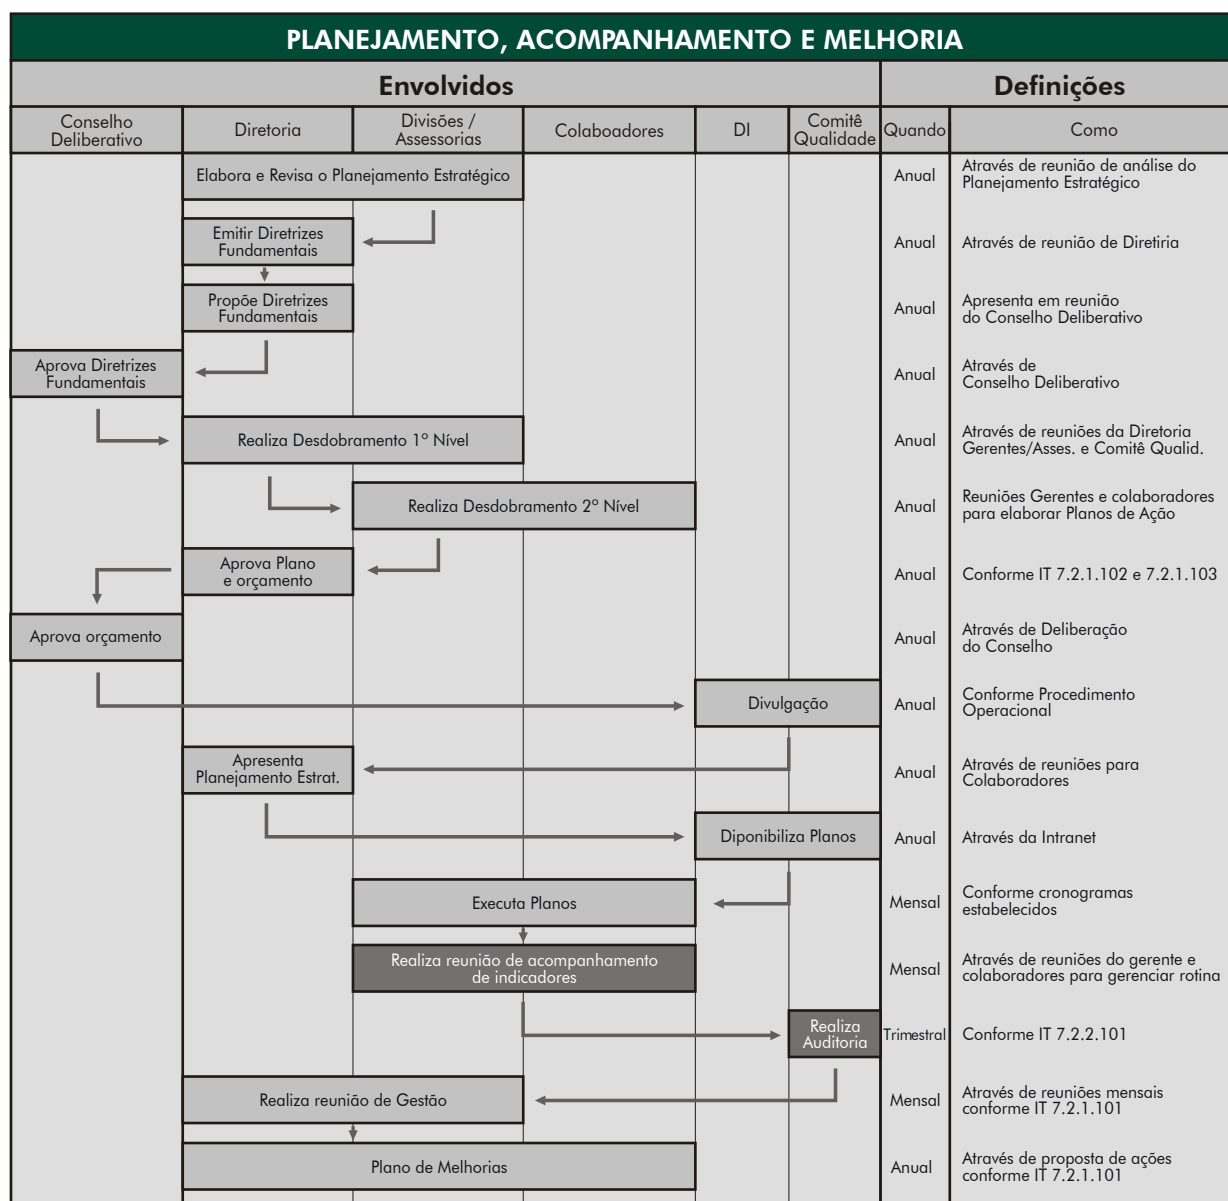 PLANEJAMENTO, ACOMPANHAMENTO E MELHORIA
Envolvidos
Definições
Conselho
Deliberativo
Diretoria
Divisões /
Assessorias
Colaboadores
DI
Comitê
Qualidade
Quando
Como
Elabora e Revisa o Planejamento Estratégico
Anual
Através de reunião de análise do
Planejamento Estratégico
Emitir Diretrizes
Fundamentais
Anual
Através de reunião de Diretiria
Propõe Diretrizes
Fundamentais
Anual
Apresenta em reunião
do Conselho Deliberativo
Aprova Diretrizes
Fundamentais
Anual
Através de
Conselho Deliberativo
Realiza Desdobramento 1º Nível
Anual
Através de reuniões da Diretoria
Gerentes/Asses. e Comitê Qualid.
Realiza Desdobramento 2º Nível
Anual
Reuniões Gerentes e colaboradores
para elaborar Planos de Ação
Aprova Plano
e orçamento
Anual
Conforme IT 7.2.1.102 e 7.2.1.103
Aprova orçamento
Anual
Através de Deliberação
do Conselho
Divulgação
Anual
Conforme Procedimento
Operacional
Apresenta
Planejamento Estrat.
Anual
Através de reuniões para
Colaboradores
Diponibiliza Planos
Anual
Através da Intranet
Executa Planos
Mensal
Conforme cronogramas
estabelecidos
Realiza reunião de acompanhamento
de indicadores
Mensal
Através de reuniões do gerente e
colaboradores para gerenciar rotina
Realiza
Auditoria
Trimestral
Conforme IT 7.2.2.101
Realiza reunião de Gestão
Mensal
Através de reuniões mensais
conforme IT 7.2.1.101
Plano de Melhorias
Anual
Através de proposta de ações
conforme IT 7.2.1.101